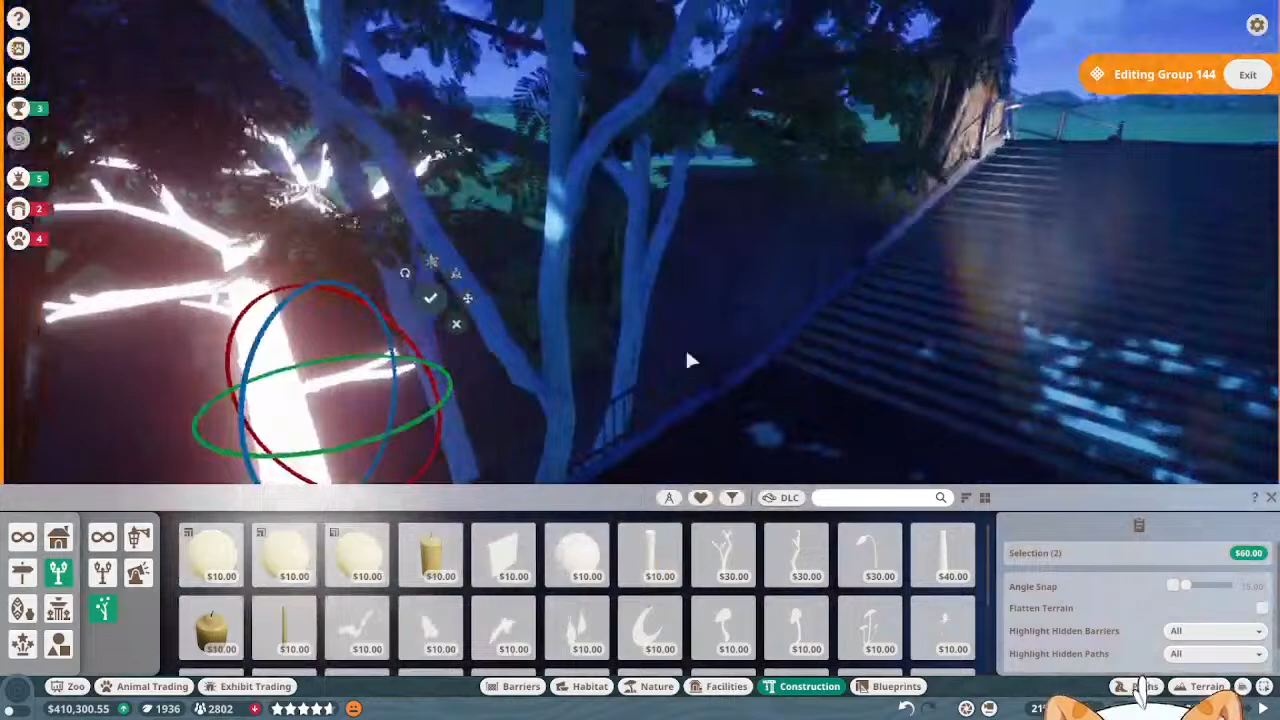 Editing Group 144
Exit
3
5
2
4
DLC
Selection (2)
$60.00
$10.00 $10.00 $10.00 $10.00 $10.00 $10.00 $10.00 $30.00 $30.00 $30.00 $40.00
Angle Snap
15.00
Flatten Terrain
Highlight Hidden Barriers
All
$10.00 $10.00 $10.00 $10.00 $10.00 $10.00 $10.00 $10.00 $10.00 $10.00 $10.00
Highlight Hidden Paths
All
Zoo
Animal Trading
Exhibit Trading
Barriers
Habitat
Nature
Facilities
Construction
Blueprints
Terrain
$410,300.55
1936
2802